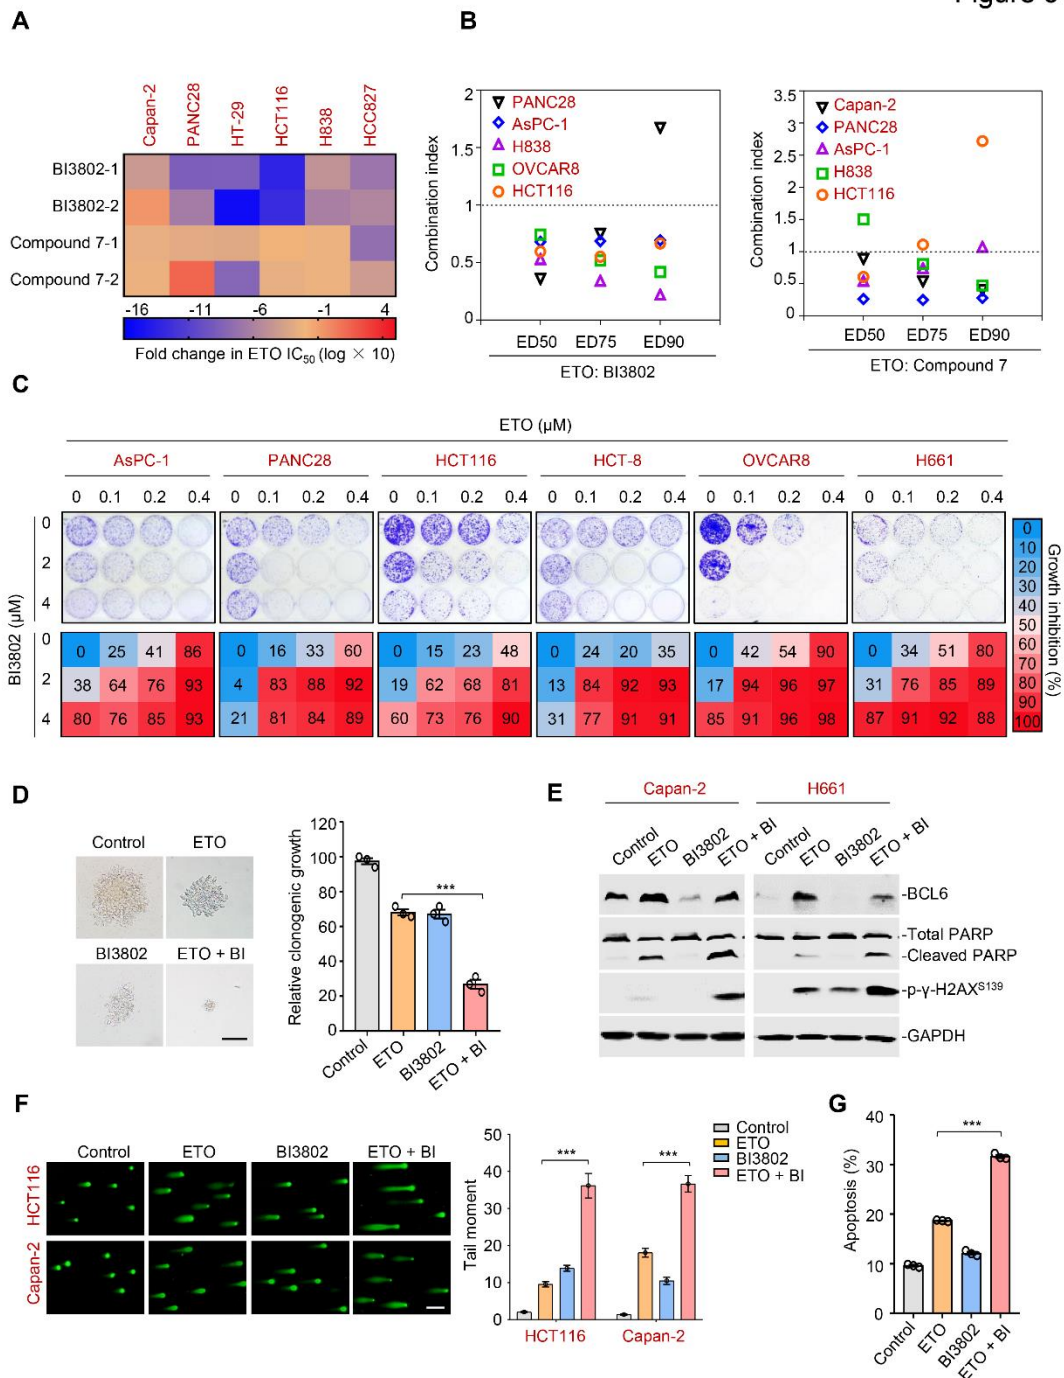 A
B
Capan-2 PANC28 HT-29 HCT116 H838 HCC827
BI3802-1
BI3802-2
Compound 7-1
Compound 7-2
-16 -11 -6 -1 4
Fold change in ETO IC50 (log × 10)
Combination index
2
1.5
1
0.5
0
PANC28
AsPC-1
H838
OVCAR8
HCT116
ED50 ED75 ED90
ETO: BI3802
Combination index
3.5
3
2.5
2
1.5
1
0.5
0
Capan-2
PANC28
AsPC-1
H838
HCT116
ED50 ED75 ED90
ETO: Compound 7
C
ETO (µM)
AsPC-1 PANC28 HCT116 HCT-8 OVCAR8 H661
0 0.1 0.2 0.4 0 0.1 0.2 0.4 0 0.1 0.2 0.4 0 0.1 0.2 0.4 0 0.1 0.2 0.4 0 0.1 0.2 0.4
BI3802 (µM)
0
2
4
0 0 25 41 86 0 16 33 60 0 15 23 48 0 24 20 35 0 42 54 90 0 34 51 80
2 38 64 76 93 4 83 88 92 19 62 68 81 13 84 92 93 17 94 96 97 31 76 85 89
4 80 76 85 93 21 81 84 89 60 73 76 90 31 77 91 91 85 91 96 98 87 91 92 88
0
10
20
30
40
50
60
70
80
90
100
Growth inhibition (%)
D
Control ETO
BI3802 ETO + BI
Relative clonogenic growth
120
100
80
60
40
20
0
***
Control ETO BI3802 ETO + BI
E
Capan-2 H661
Control ETO BI3802 ETO + BI Control ETO BI3802 ETO + BI
-BCL6
-Total PARP
-Cleaved PARP
-p-γ-H2AXS139
-GAPDH
F
Control ETO BI3802 ETO + BI
HCT116
Capan-2
Tail moment
50
40
30
20
10
0
*** ***
Control
ETO
BI3802
ETO + BI
HCT116 Capan-2
G
Apoptosis (%)
40
30
20
10
0
***
Control ETO BI3802 ETO + BI